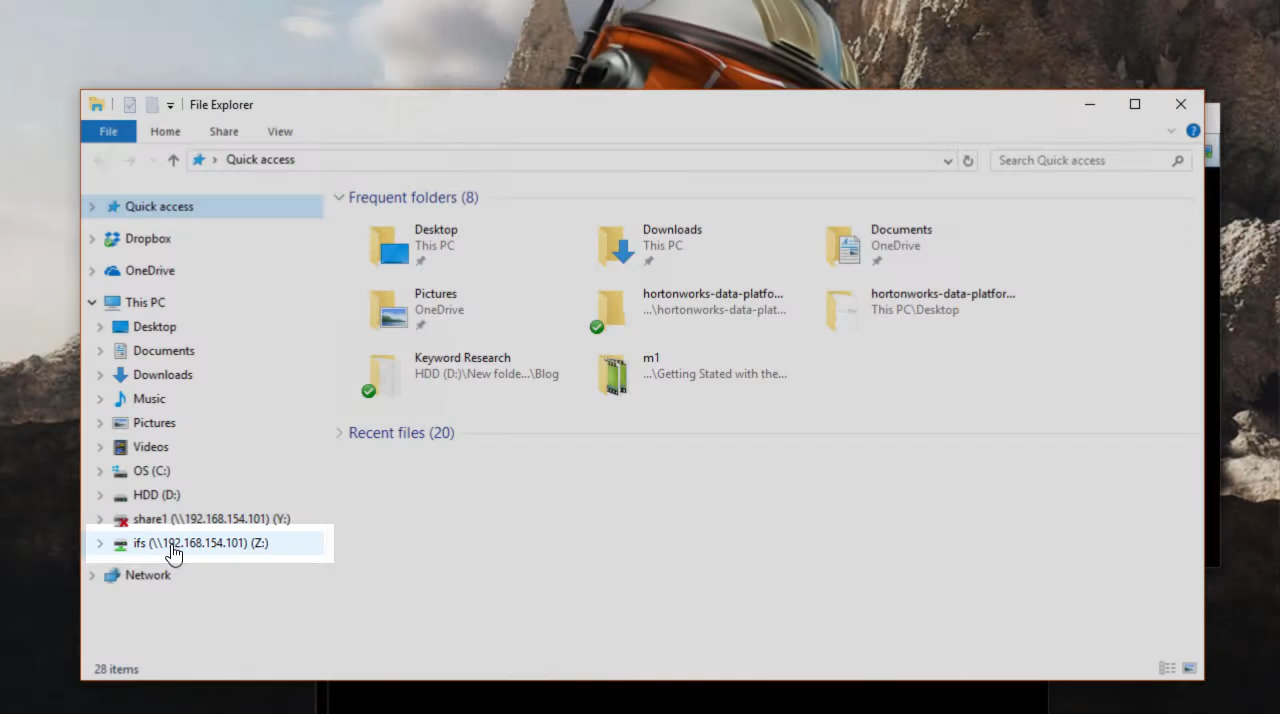 File Explorer
File Home Share View
Quick access Search Quick access
Quick access
Dropbox
OneDrive
This PC
Desktop
Documents
Downloads
Music
Pictures
Videos
OS (C:)
HDD (D:)
share1 (\\192.168.154.101) (Y:)
ifs (\\192.168.154.101) (Z:)
Network
Frequent folders (8)
Desktop
This PC
Downloads
This PC
Documents
OneDrive
Pictures
OneDrive
hortonworks-data-platfo...
...\hortonworks-data-plat...
hortonworks-data-platfor...
This PC\Desktop
Keyword Research
HDD (D:)\New folde...\Blog
m1
...\Getting Stated with the...
Recent files (20)
28 items